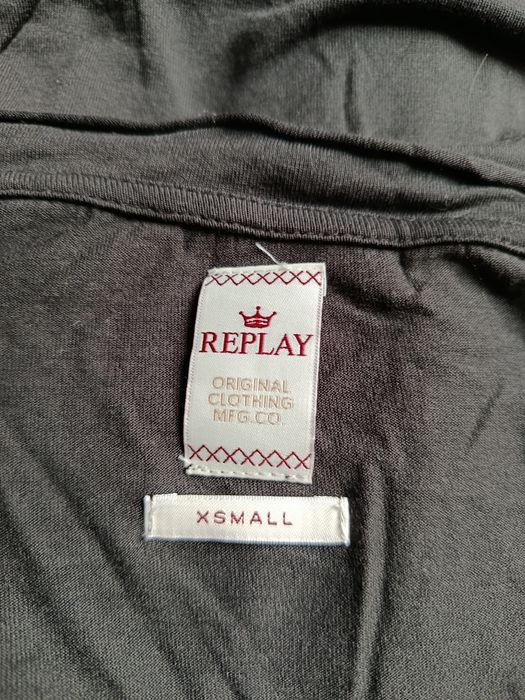 REPLAY
ORIGINAL
CLOTHING
MFG.CO.
XSMALL